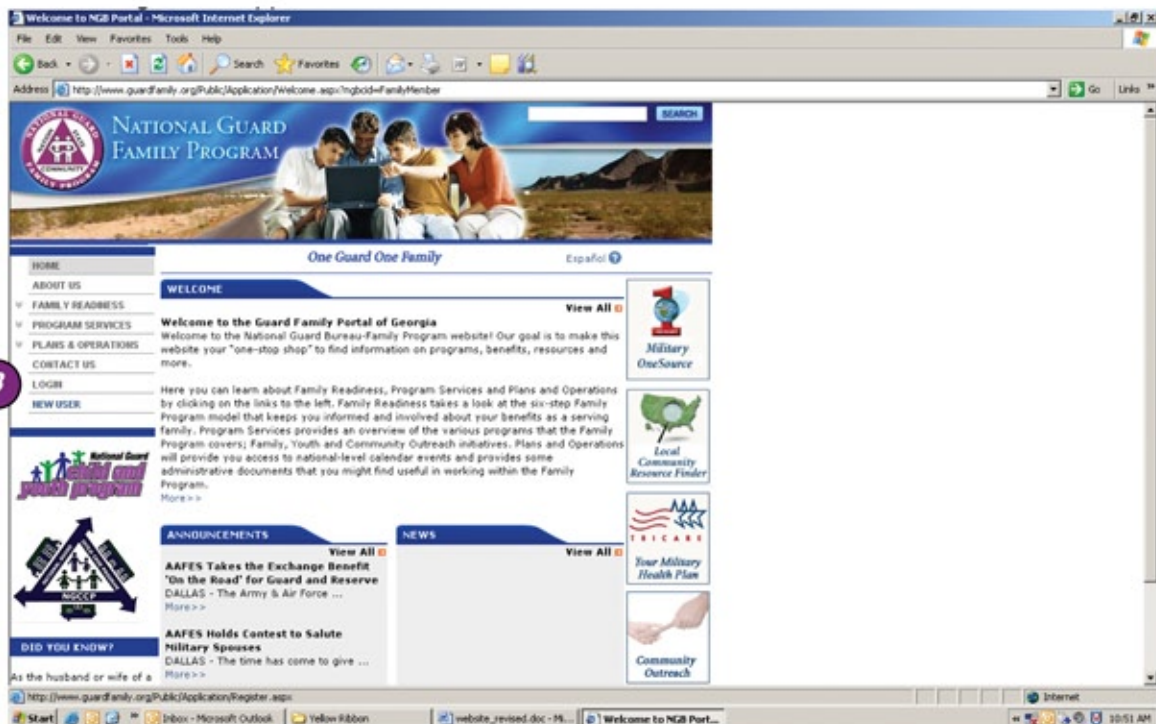 Welcome to NGB Portal - Microsoft Internet Explorer
File Edit View Favorites Tools Help
Back Search Favorites
Address http://www.guardfamily.org/Public/Application/Welcome.aspx?ngbcid=FamilyMember Go Links
NATIONAL GUARD
FAMILY PROGRAM
SEARCH
COMMUNITY
FAMILY PROGRAM
One Guard One Family Español
HOME
ABOUT US
FAMILY READINESS
PROGRAM SERVICES
PLANS & OPERATIONS
CONTACT US
LOGIN
NEW USER
3
National Guard
child and
youth program
NGCCP
DID YOU KNOW?
As the husband or wife of a
WELCOME
View All
Welcome to the Guard Family Portal of Georgia
Welcome to the National Guard Bureau-Family Program website! Our goal is to make this
website your "one-stop shop" to find information on programs, benefits, resources and
more.
Here you can learn about Family Readiness, Program Services and Plans and Operations
by clicking on the links to the left. Family Readiness takes a look at the six-step Family
Program model that keeps you informed and involved about your benefits as a serving
family. Program Services provides an overview of the various programs that the Family
Program covers; Family, Youth and Community Outreach initiatives. Plans and Operations
will provide you access to national-level calendar events and provides some
administrative documents that you might find useful in working within the Family
Program.
More>>
ANNOUNCEMENTS
View All
AAFES Takes the Exchange Benefit
'On the Road' for Guard and Reserve
DALLAS - The Army & Air Force ...
More>>
AAFES Holds Contest to Salute
Military Spouses
DALLAS - The time has come to give ...
More>>
NEWS
View All
1
Military
OneSource
Local
Community
Resource Finder
TRICARE
Your Military
Health Plan
Community
Outreach
http://www.guardfamily.org/Public/Application/Register.aspx Internet
Start Inbox - Microsoft Outlook Yellow Ribbon website_revised.doc - Mi... Welcome to NGB Port... 10:51 AM